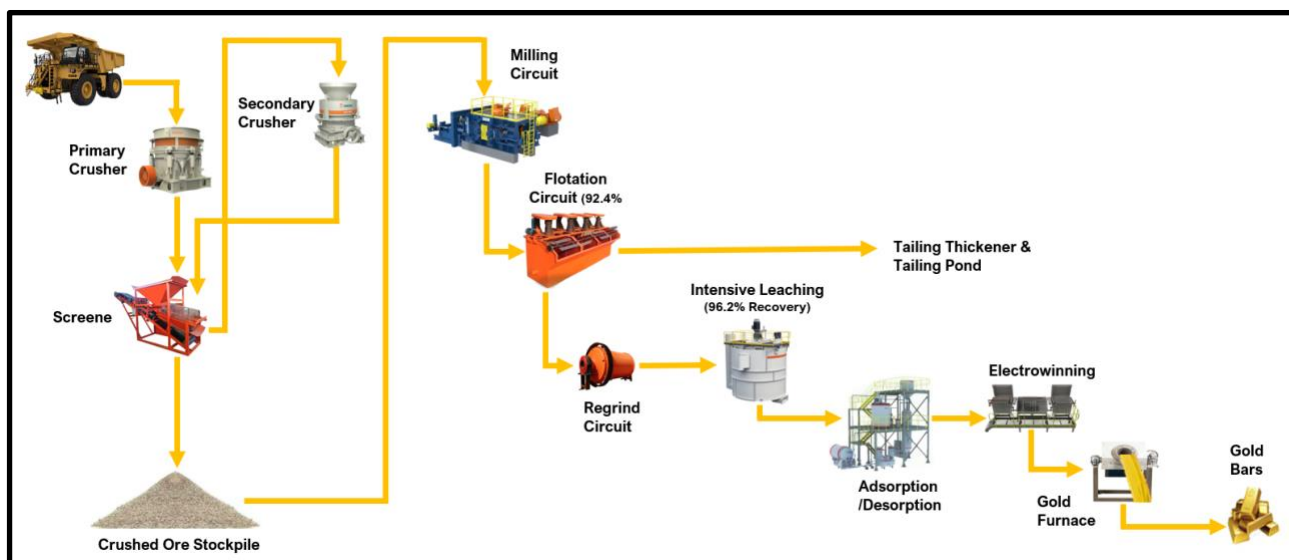 Primary
Crusher
Secondary
Crusher
Screene
Crushed Ore Stockpile
Milling
Circuit
Flotation
Circuit (92.4%
Tailing Thickener &
Tailing Pond
Regrind
Circuit
Intensive Leaching
(96.2% Recovery)
Adsorption
/Desorption
Electrowinning
Gold
Furnace
Gold
Bars